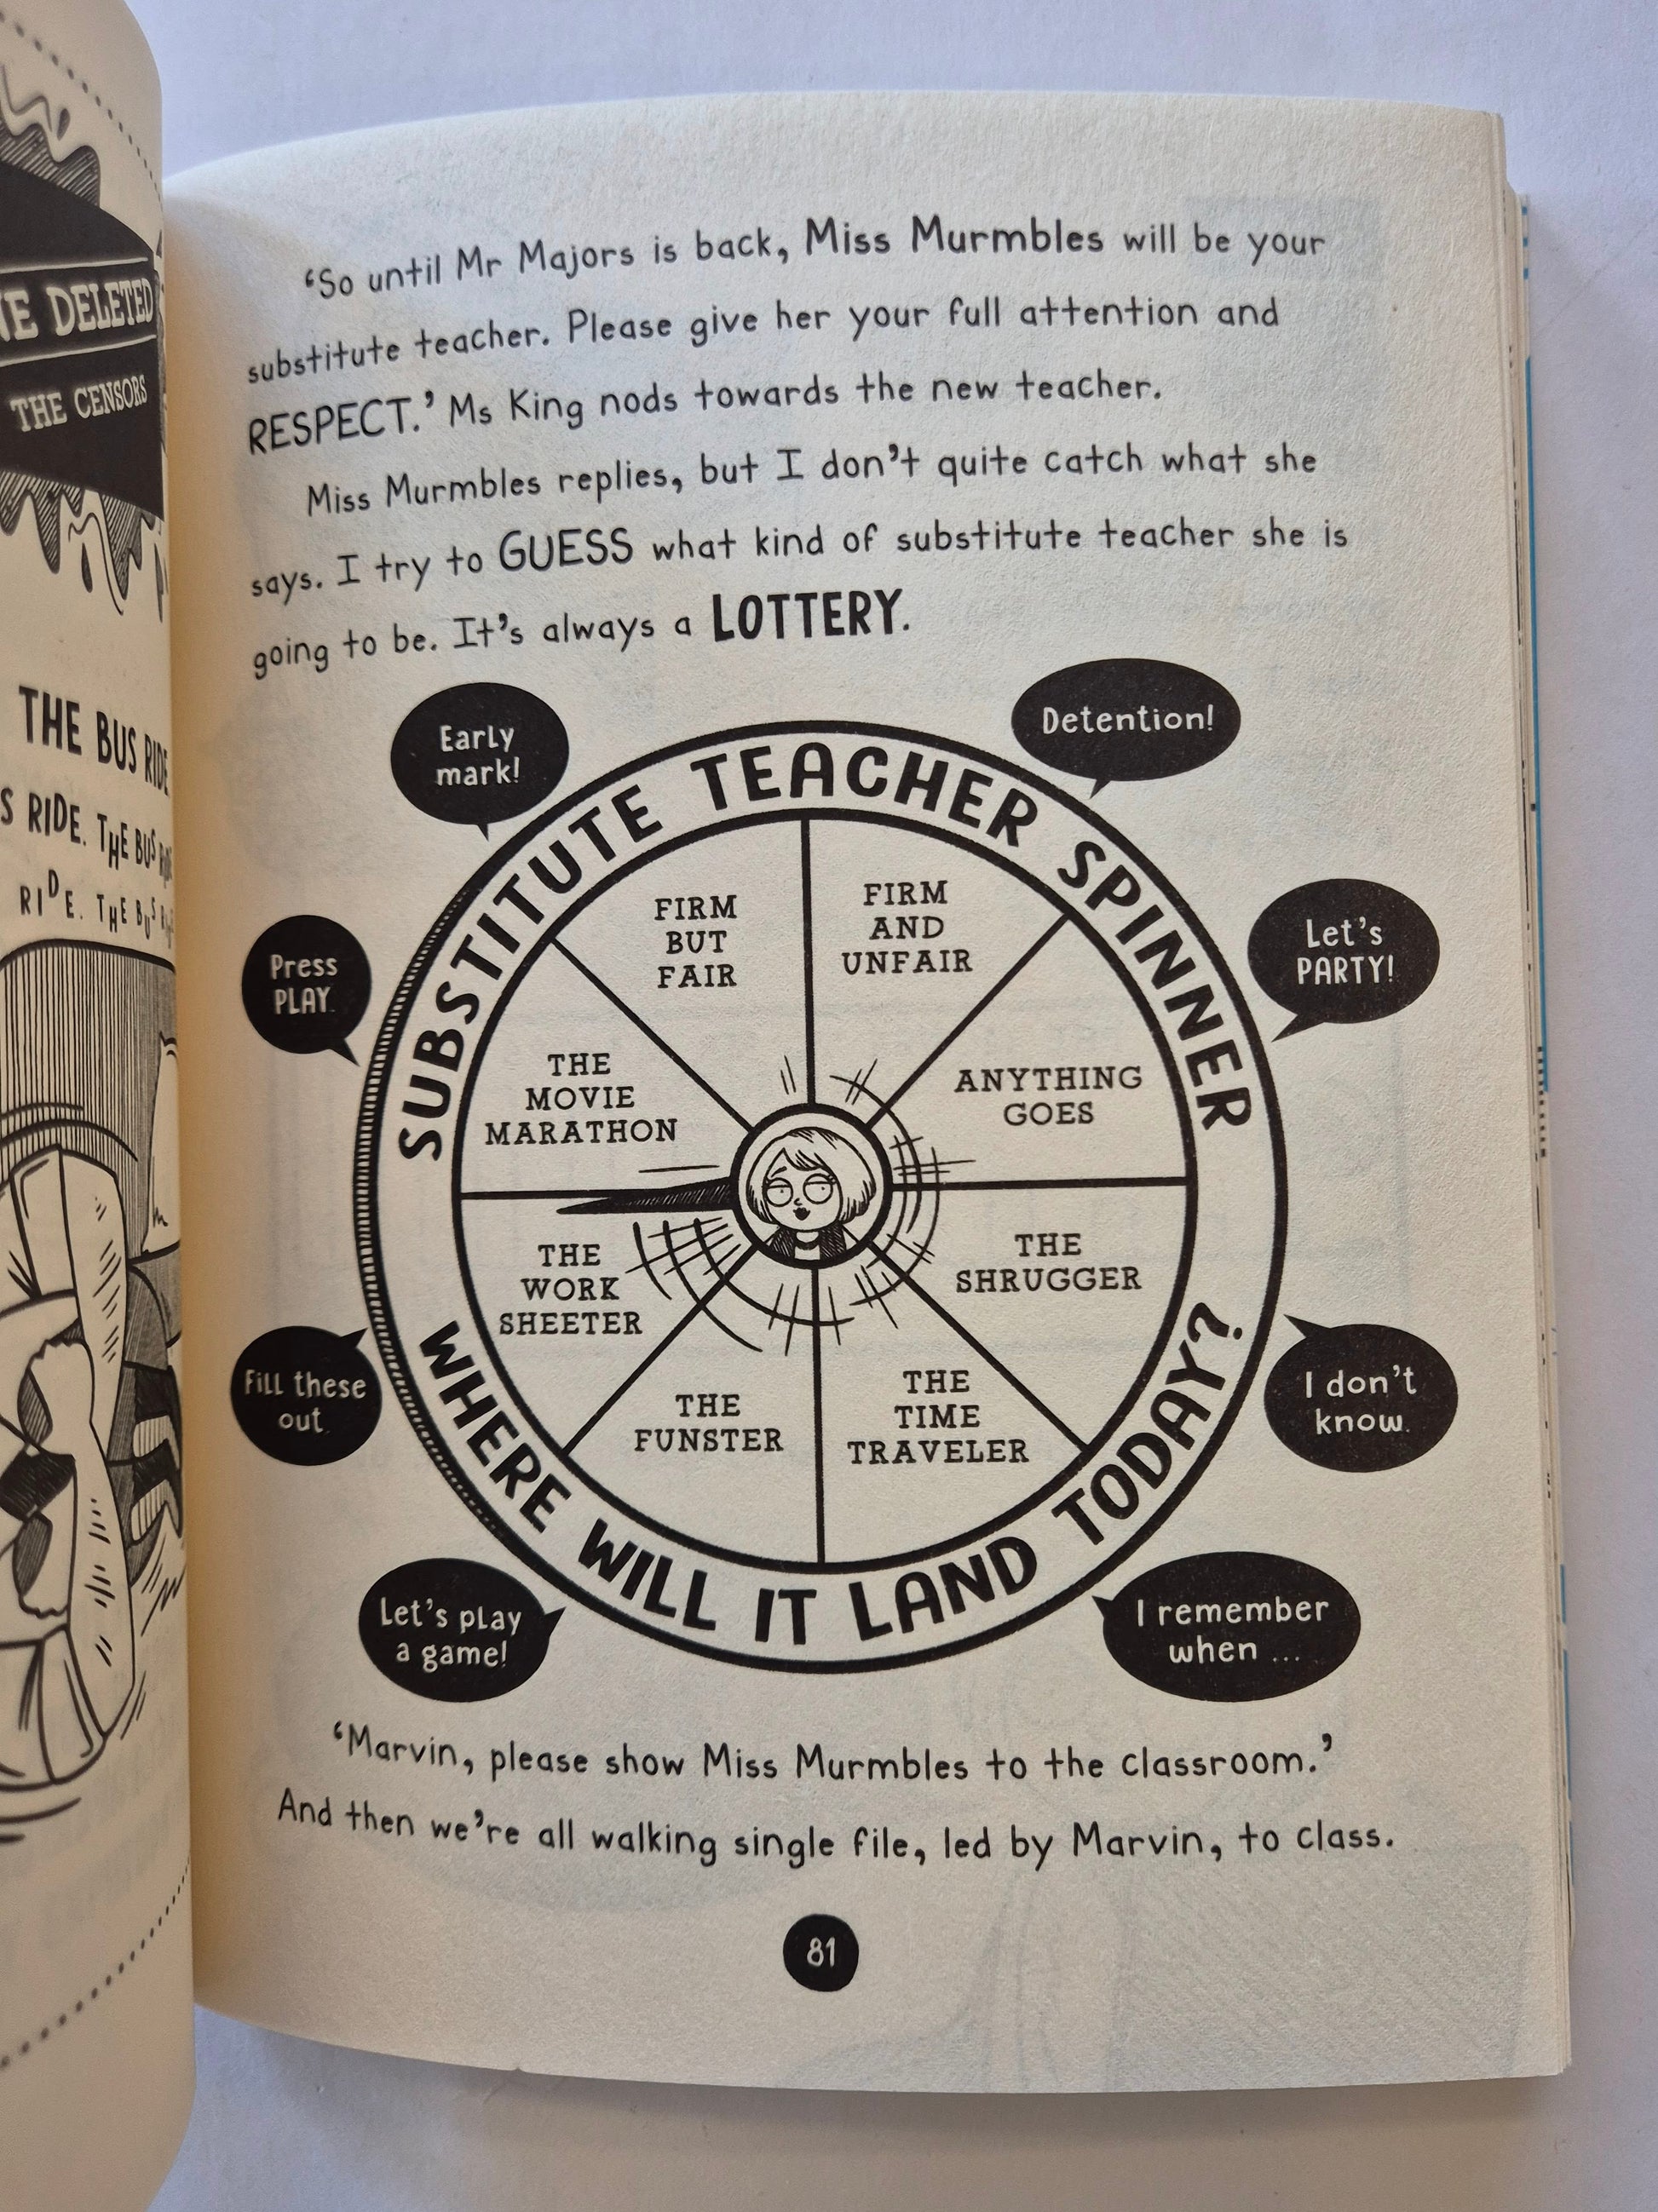 NE DELETED
THE CENSORS
THE BUS RIDE
S RIDE. THE BUS
RIDE. THE BUS
‘So until Mr Majors is back, Miss Murmbles will be your
substitute teacher. Please give her your full attention and
RESPECT.’ Ms King nods towards the new teacher.
Miss Murmbles replies, but I don’t quite catch what she
says. I try to GUESS what kind of substitute teacher she is
going to be. It’s always a LOTTERY.
SUBSTITUTE TEACHER SPINNER
Early
mark!
Detention!
Let’s
PARTY!
Press
PLAY.
FIRM
BUT
FAIR
FIRM
AND
UNFAIR
THE
MOVIE
MARATHON
ANYTHING
GOES
THE
WORK
SHEETER
THE
SHRUGGER
THE
FUNSTER
THE
TIME
TRAVELER
Fill these
out.
I don’t
know.
Let’s play
a game!
I remember
when ...
WHERE WILL IT LAND TODAY?
‘Marvin, please show Miss Murmbles to the classroom.’
And then we’re all walking single file, led by Marvin, to class.
81